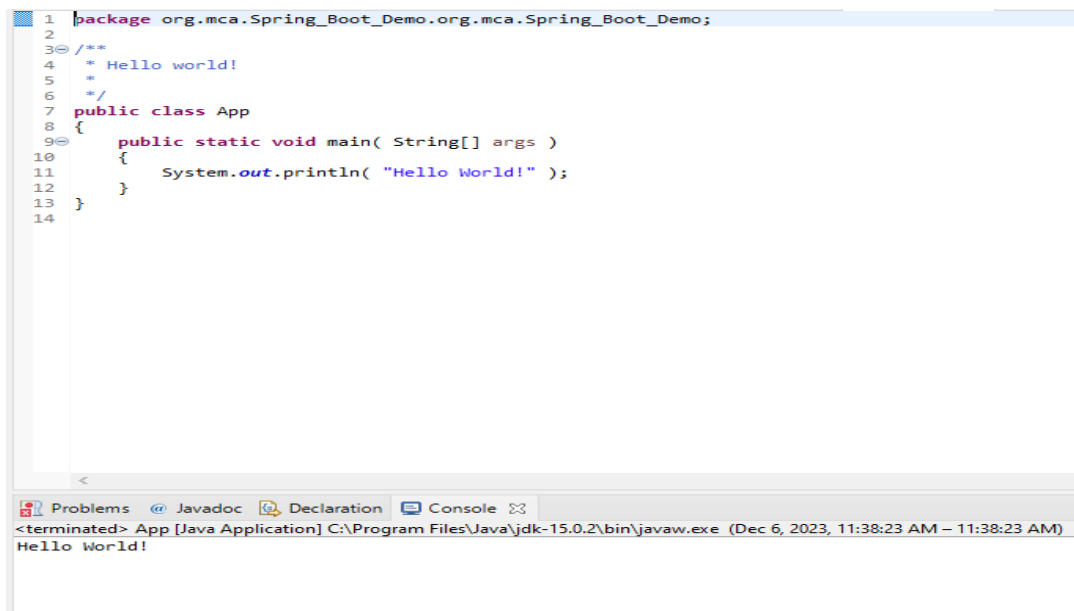 1 package org.mca.Spring_Boot_Demo.org.mca.Spring_Boot_Demo;
2
3 /**
4  * Hello world!
5  *
6  */
7 public class App
8 {
9     public static void main( String[] args )
10     {
11         System.out.println( "Hello World!" );
12     }
13 }
14
Problems @ Javadoc Declaration Console
<terminated> App [Java Application] C:\Program Files\Java\jdk-15.0.2\bin\javaw.exe (Dec 6, 2023, 11:38:23 AM – 11:38:23 AM)
Hello World!